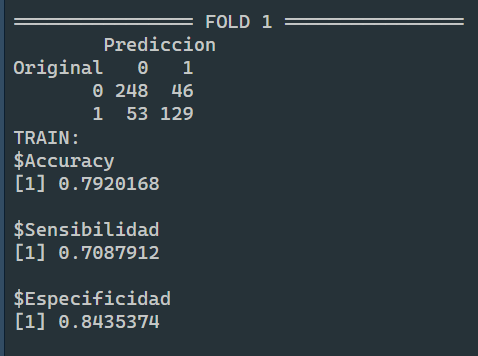 ================ FOLD 1 ================
        Prediccion
Original   0   1
       0 248  46
       1  53 129
TRAIN:
$Accuracy
[1] 0.7920168
$Sensibilidad
[1] 0.7087912
$Especificidad
[1] 0.8435374